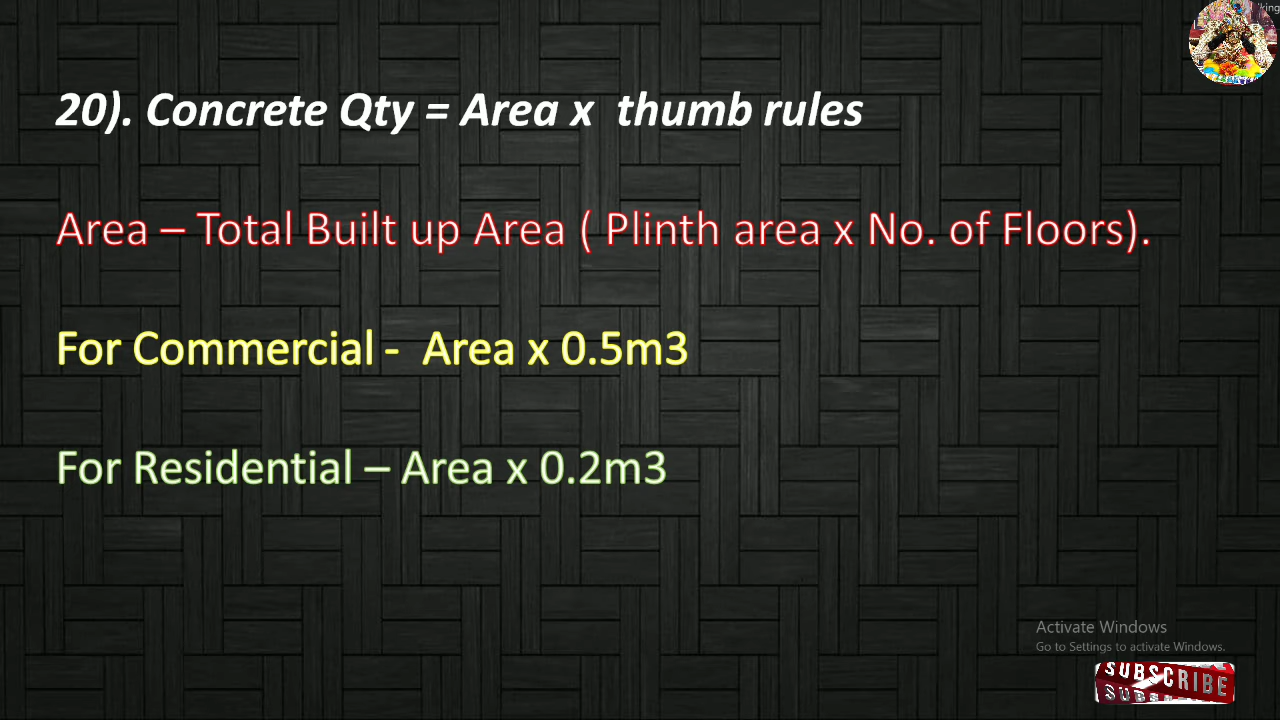 20). Concrete Qty = Area x thumb rules
Area – Total Built up Area ( Plinth area x No. of Floors).
For Commercial - Area x 0.5m3
For Residential – Area x 0.2m3
Activate Windows
Go to Settings to activate Windows.
SUBSCRIBE